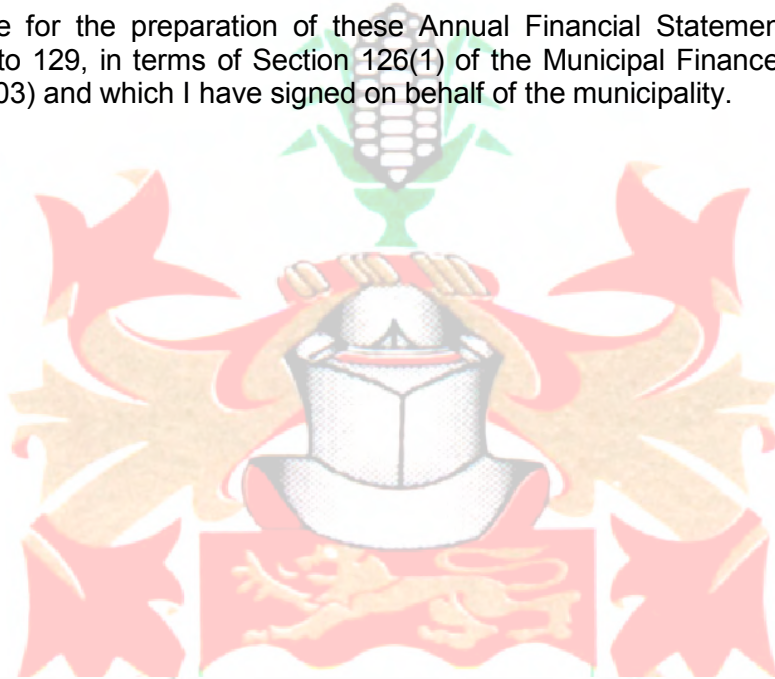 e for the preparation of these Annual Financial Statemen
to 129, in terms of Section 126(1) of the Municipal Finance
03) and which I have signed on behalf of the municipality.